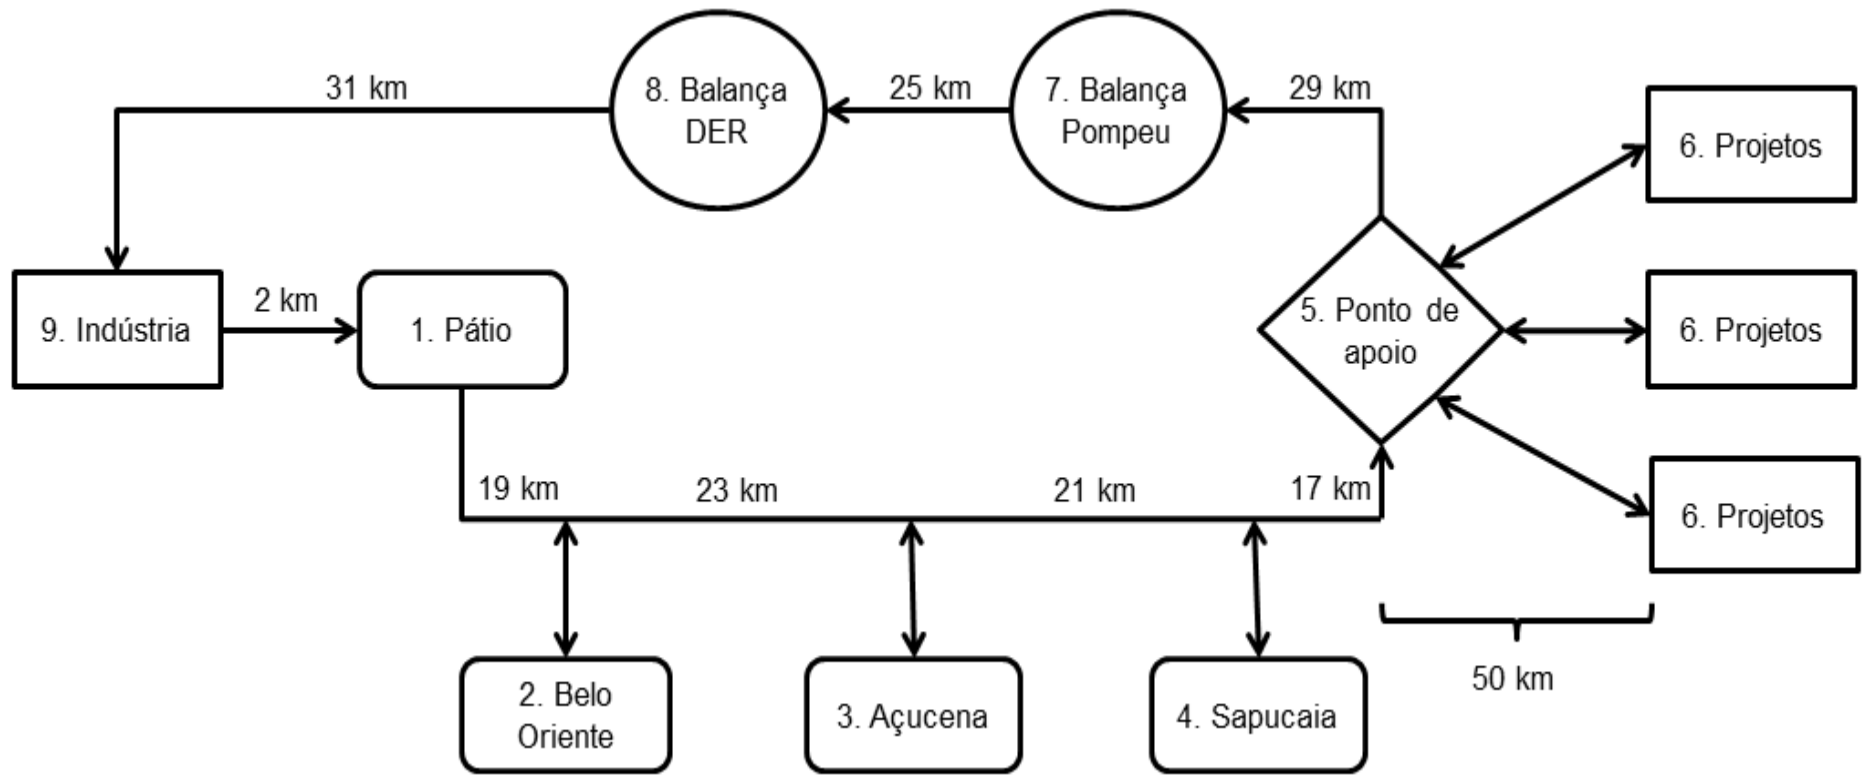 31 km
8. Balança
DER
25 km
7. Balança
Pompeu
29 km
6. Projetos
9. Indústria
2 km
1. Pátio
5. Ponto de
apoio
6. Projetos
19 km
23 km
21 km
17 km
6. Projetos
2. Belo
Oriente
3. Açucena
4. Sapucaia
50 km